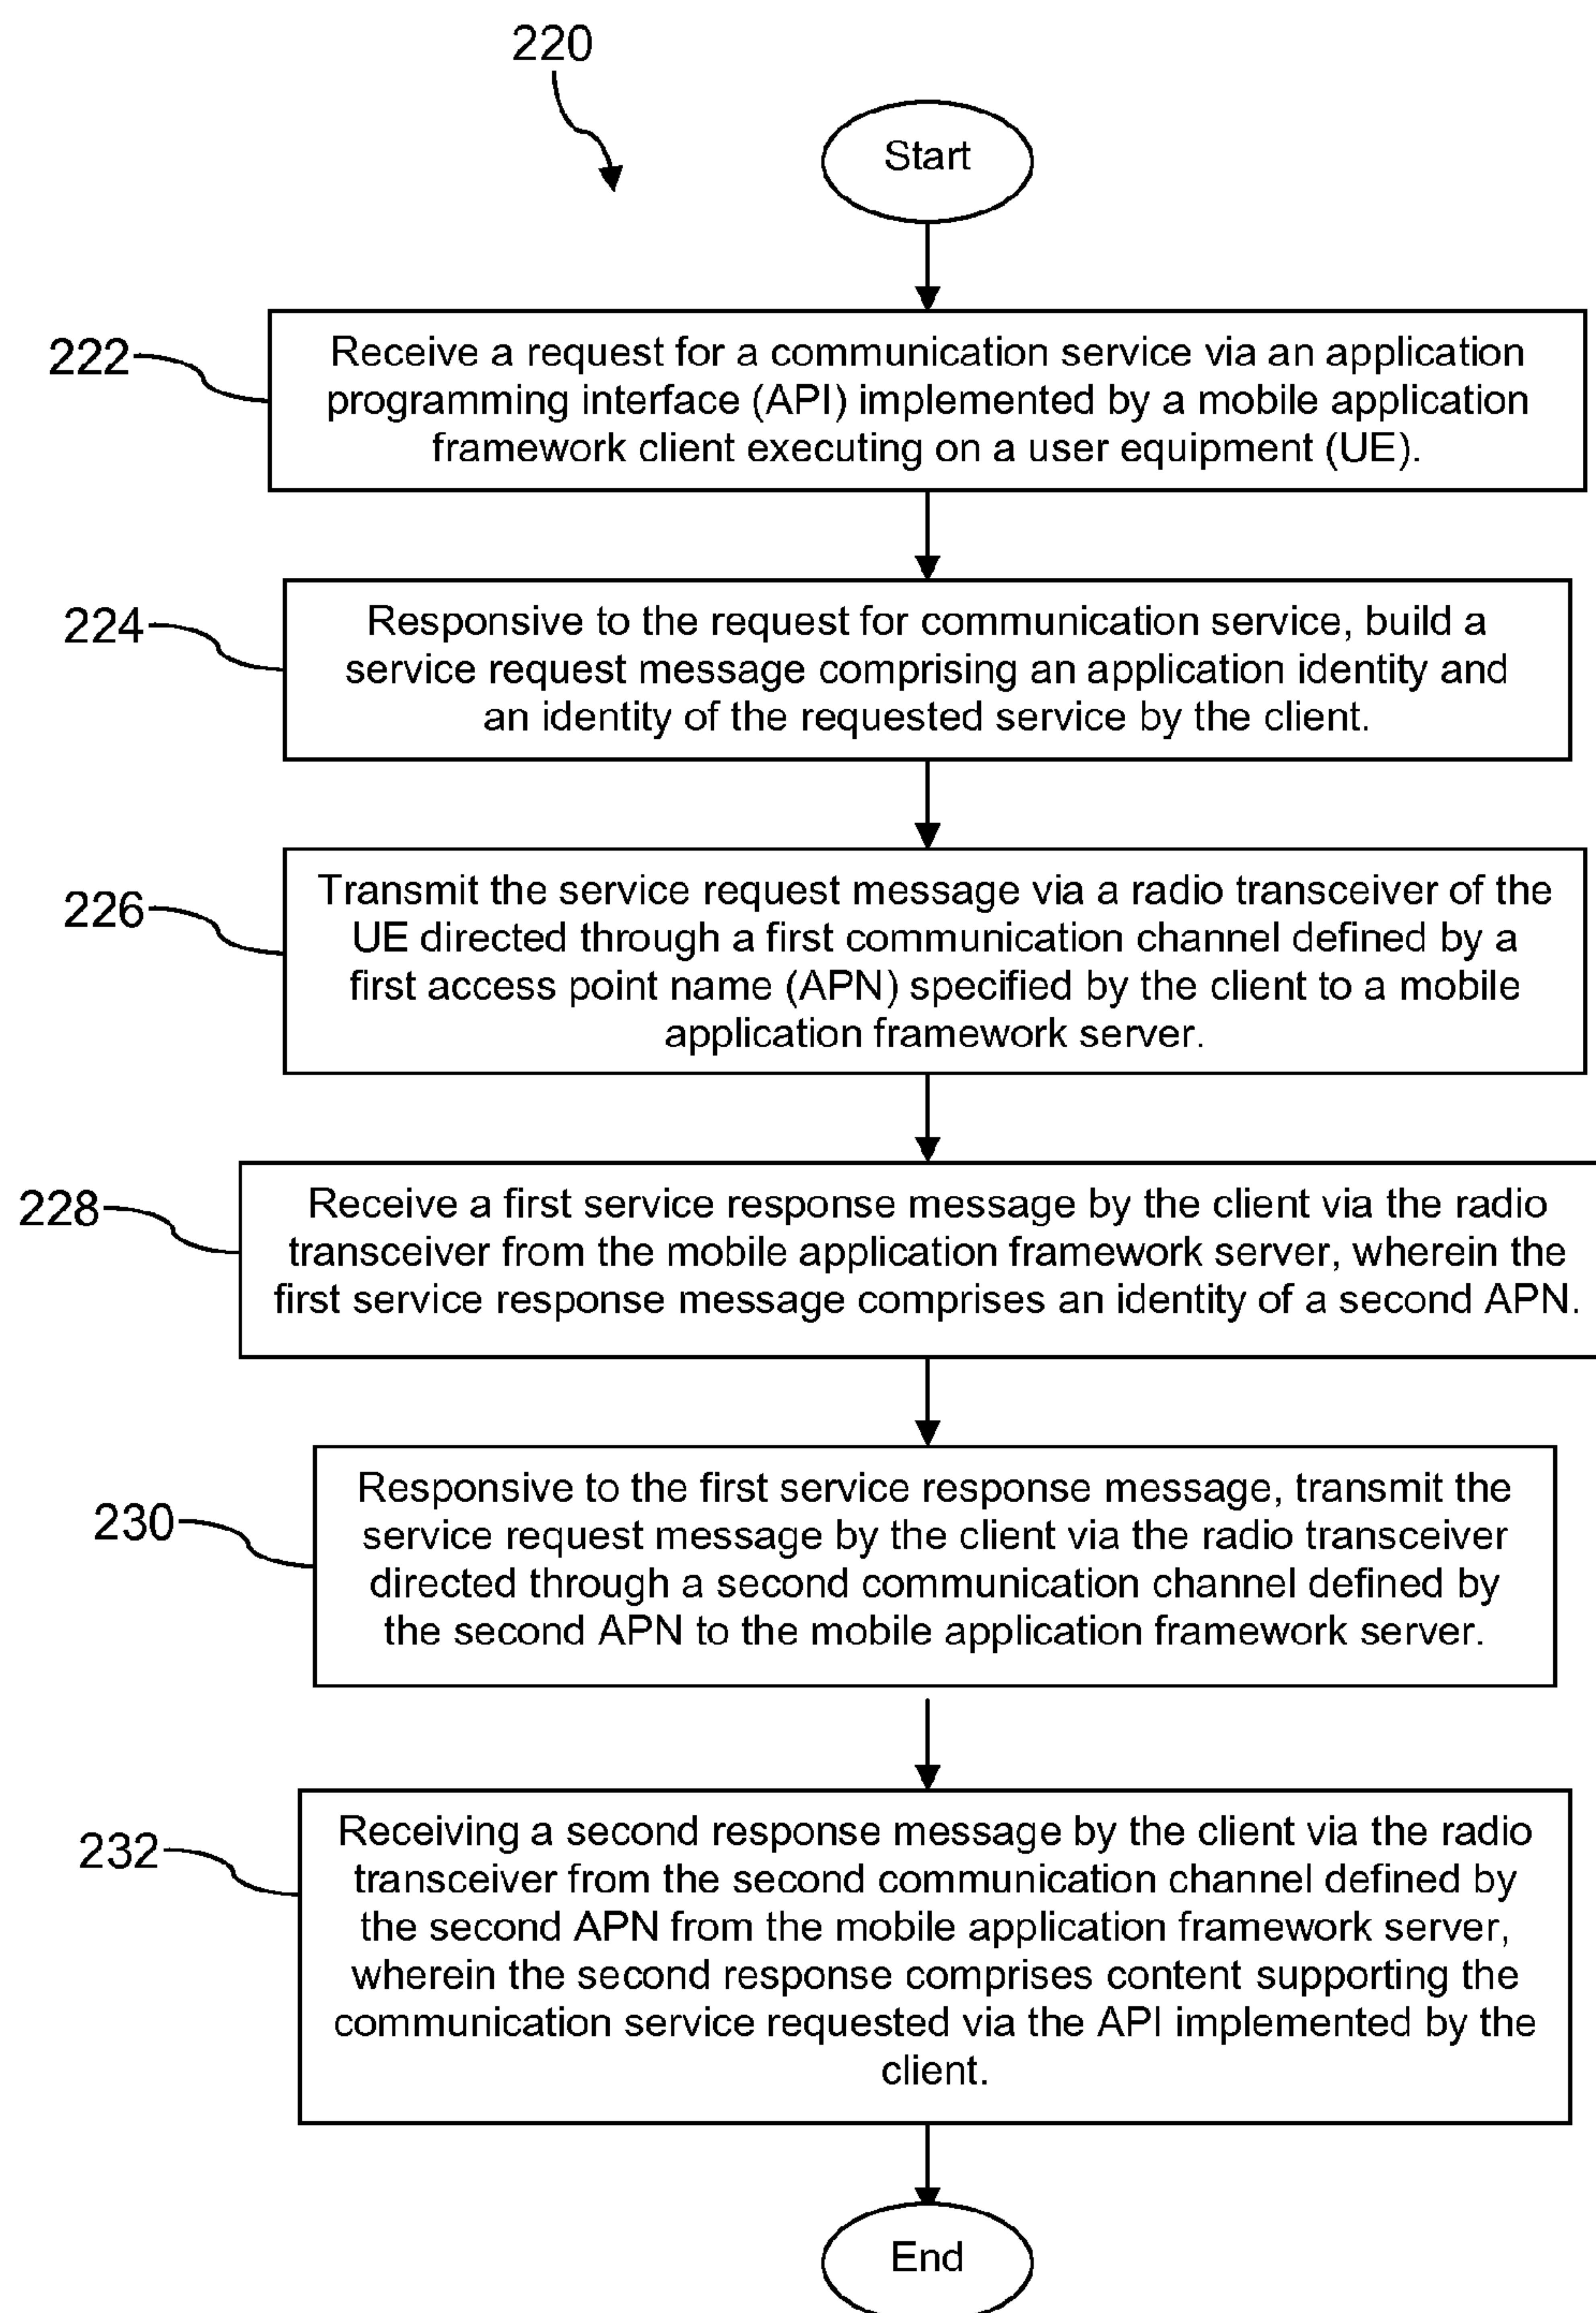 220
Start
222
Receive a request for a communication service via an application
programming interface (API) implemented by a mobile application
framework client executing on a user equipment (UE).
224
Responsive to the request for communication service, build a
service request message comprising an application identity and
an identity of the requested service by the client.
226
Transmit the service request message via a radio transceiver of the
UE directed through a first communication channel defined by a
first access point name (APN) specified by the client to a mobile
application framework server.
228
Receive a first service response message by the client via the radio
transceiver from the mobile application framework server, wherein the
first service response message comprises an identity of a second APN.
230
Responsive to the first service response message, transmit the
service request message by the client via the radio transceiver
directed through a second communication channel defined by
the second APN to the mobile application framework server.
232
Receiving a second response message by the client via the radio
transceiver from the second communication channel defined by
the second APN from the mobile application framework server,
wherein the second response comprises content supporting the
communication service requested via the API implemented by the
client.
End